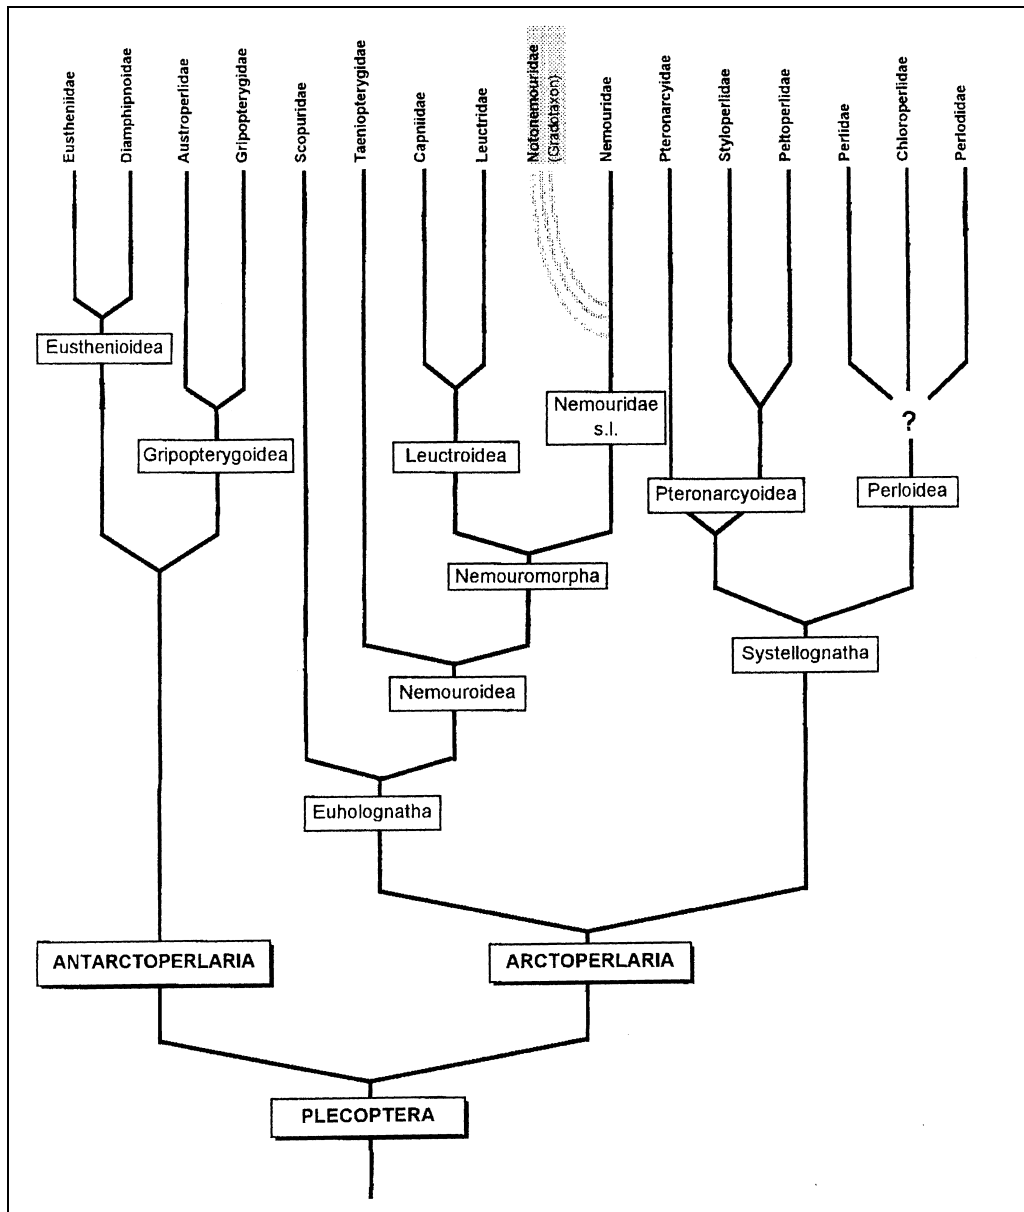 Eustheniidae
Diamphipnoidae
Austroperlidae
Gripopterygidae
Scopuridae
Taeniopterygidae
Capniidae
Leuctridae
Notonemouridae
(Gradotaxon)
Nemouridae
Pteronarcyidae
Styloperlidae
Peltoperlidae
Perlidae
Chloroperlidae
Perlodidae
Eusthenioidea
Gripopterygoidea
Leuctroidea
Nemouridae
s.l.
?
Pteronarcyoidea
Perloidea
Nemouromorpha
Systellognatha
Nemouroidea
Euholognatha
ANTARCTOPERLARIA
ARCTOPERLARIA
PLECOPTERA